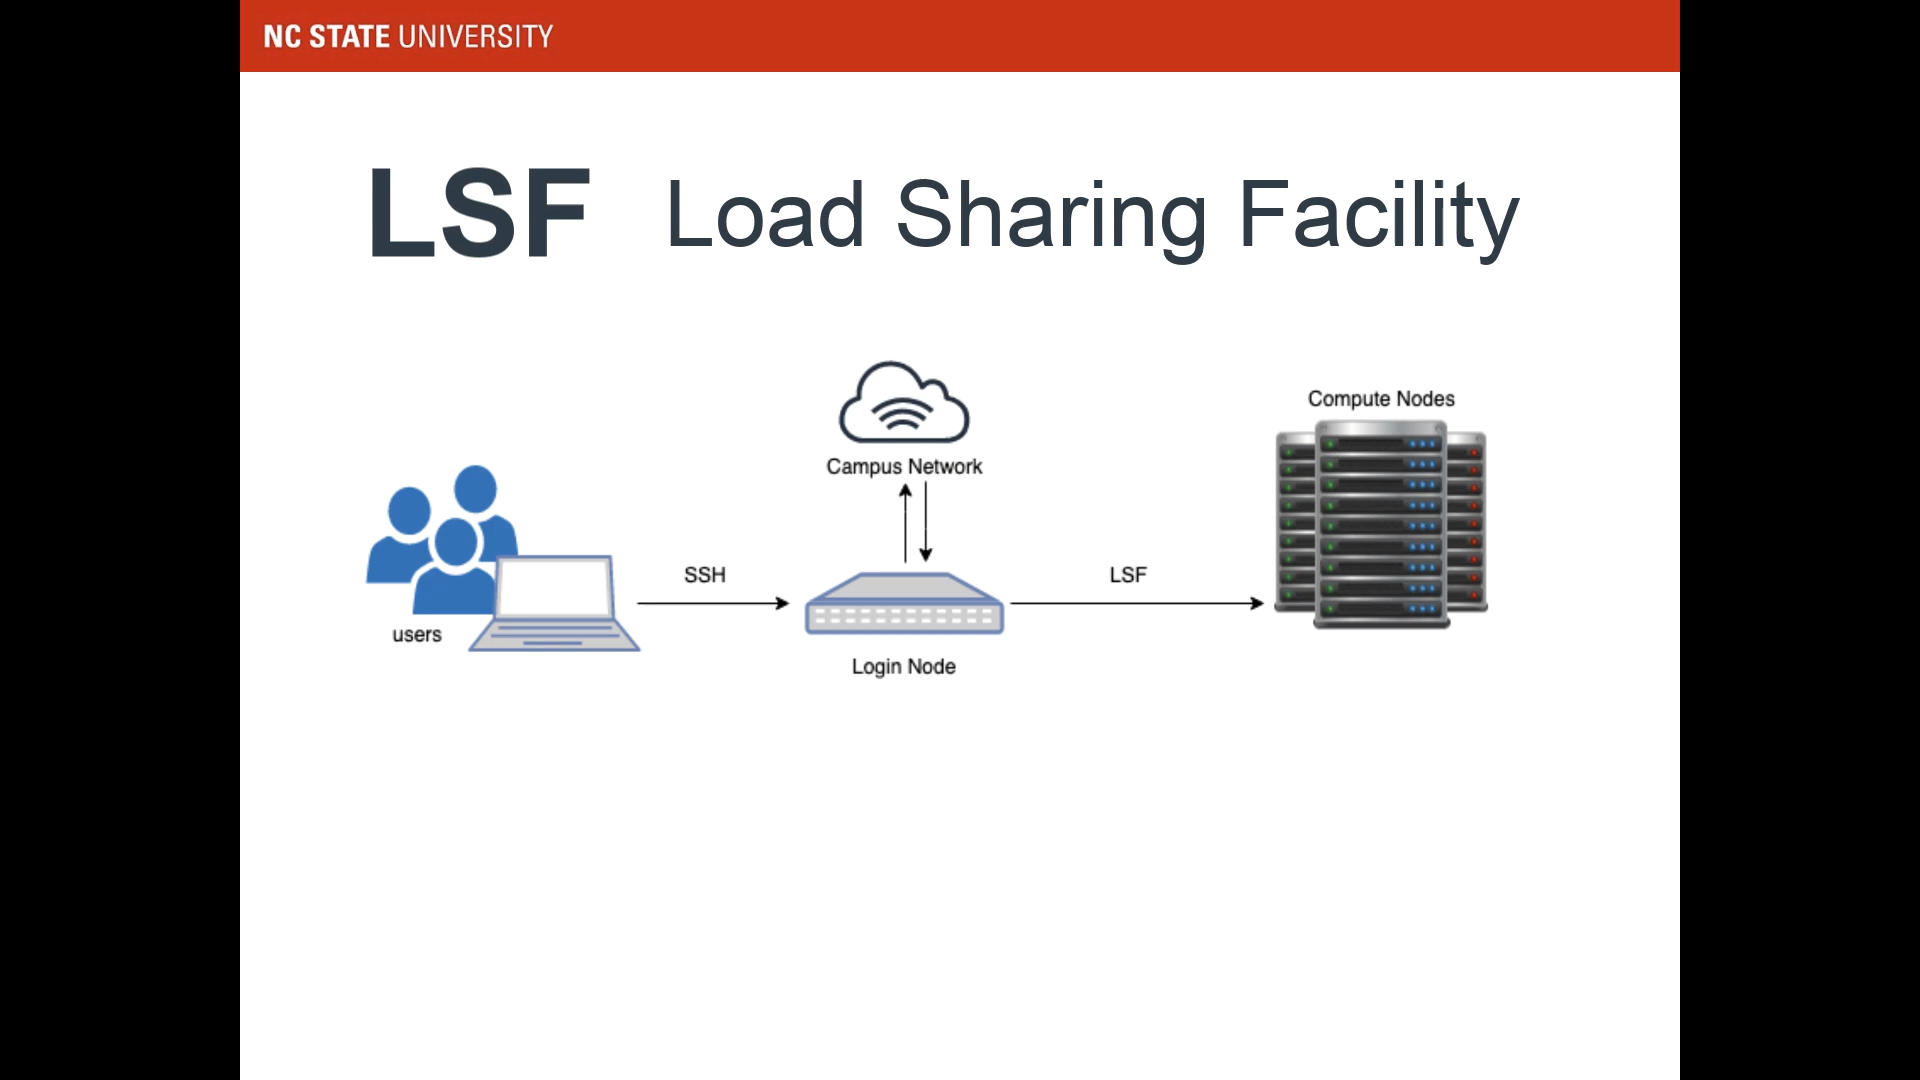 NC STATE UNIVERSITY
LSF Load Sharing Facility
Campus Network
Compute Nodes
SSH
LSF
users
Login Node